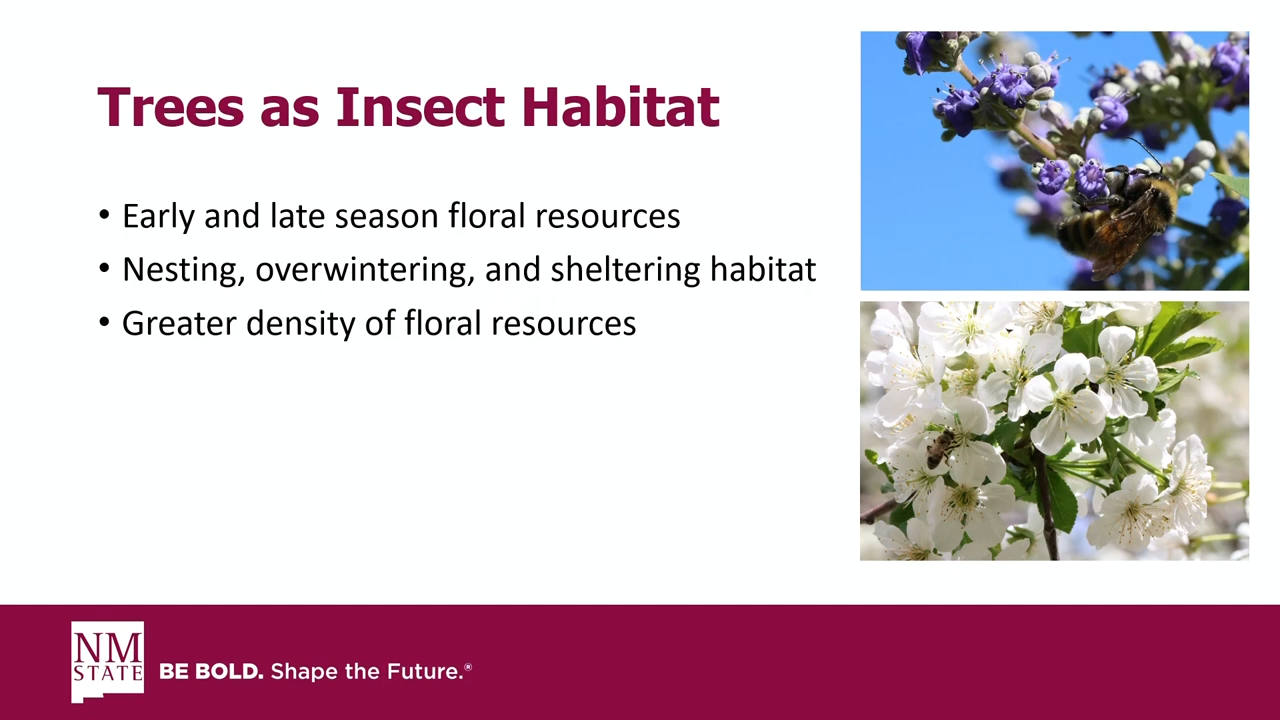 Trees as Insect Habitat
• Early and late season floral resources
• Nesting, overwintering, and sheltering habitat
• Greater density of floral resources
NM
STATE
BE BOLD. Shape the Future.®